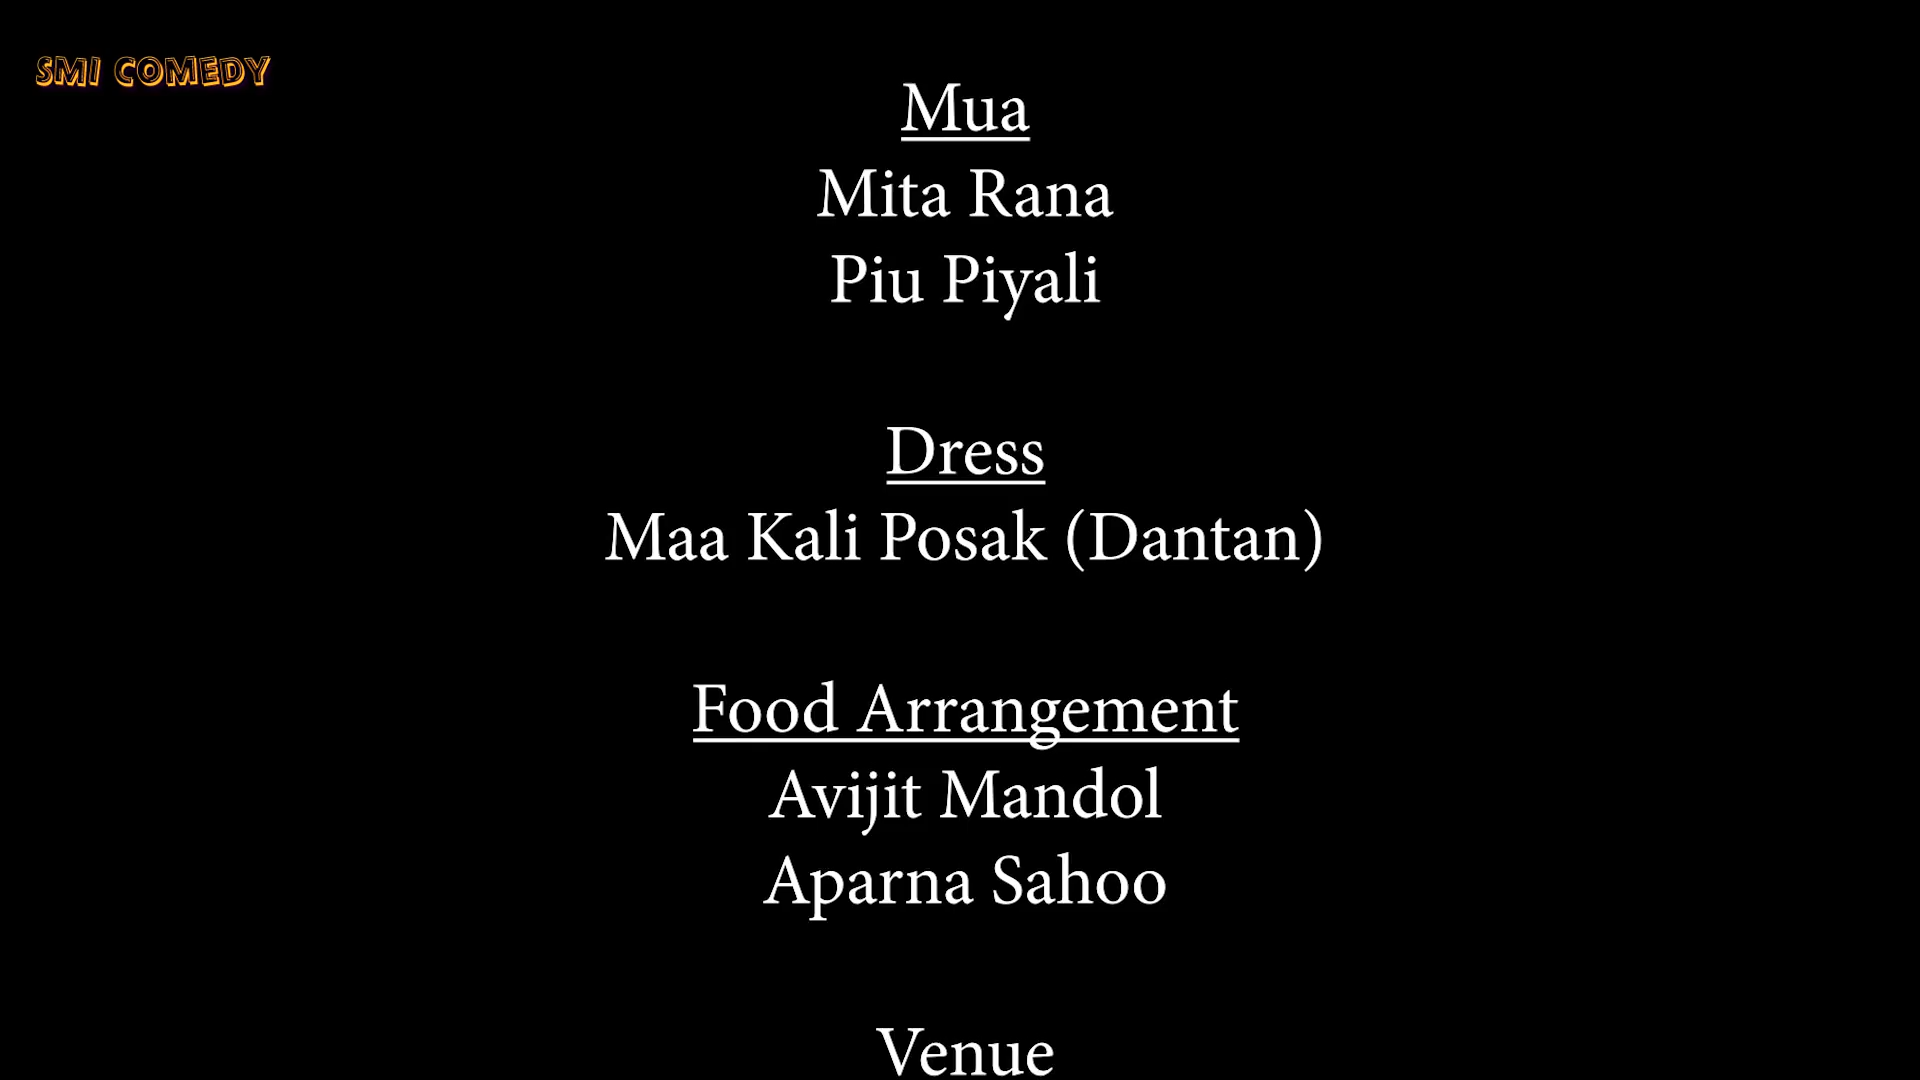 SMI COMEDY
Mua
Mita Rana
Piu Piyali
Dress
Maa Kali Posak (Dantan)
Food Arrangement
Avijit Mandol
Aparna Sahoo
Venue